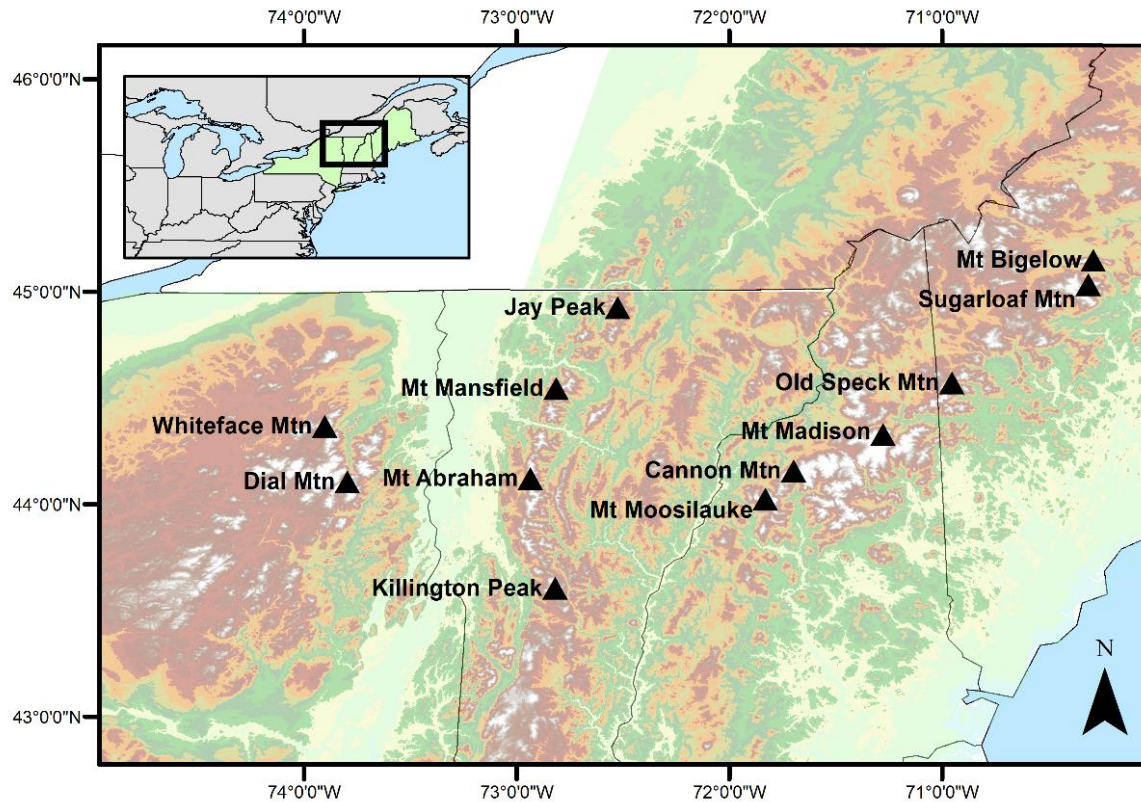 74°0'0"W 73°0'0"W 72°0'0"W 71°0'0"W
46°0'0"N
Mt Bigelow
45°0'0"N
Sugarloaf Mtn
Jay Peak
Mt Mansfield
Old Speck Mtn
Whiteface Mtn
Mt Madison
Cannon Mtn
Dial Mtn
Mt Abraham
44°0'0"N
Mt Moosilauke
Killington Peak
N
43°0'0"N
74°0'0"W 73°0'0"W 72°0'0"W 71°0'0"W